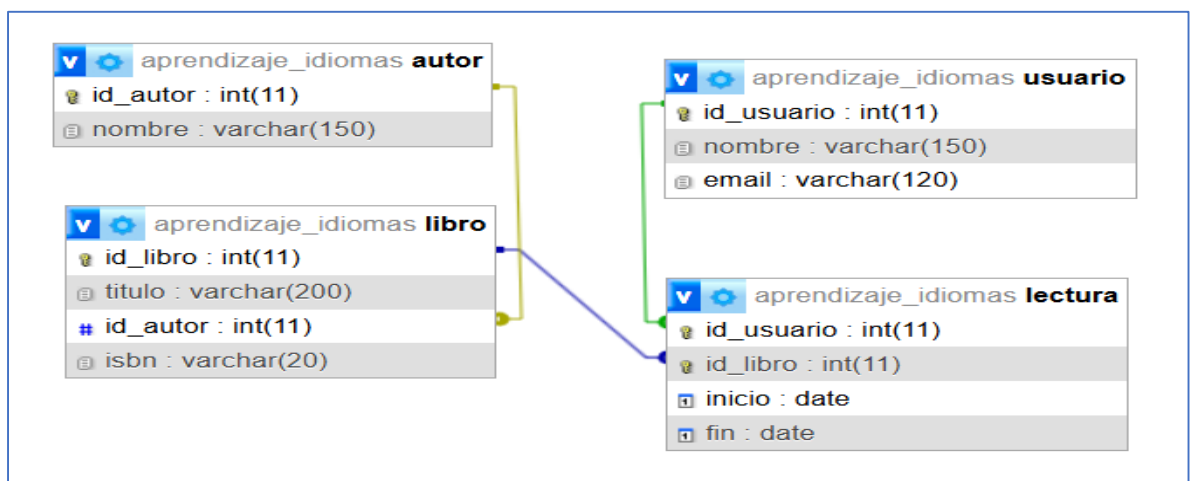 v aprendizaje_idiomas autor
id_autor : int(11)
nombre : varchar(150)
v aprendizaje_idiomas libro
id_libro : int(11)
titulo : varchar(200)
# id_autor : int(11)
isbn : varchar(20)
v aprendizaje_idiomas usuario
id_usuario : int(11)
nombre : varchar(150)
email : varchar(120)
v aprendizaje_idiomas lectura
id_usuario : int(11)
id_libro : int(11)
inicio : date
fin : date